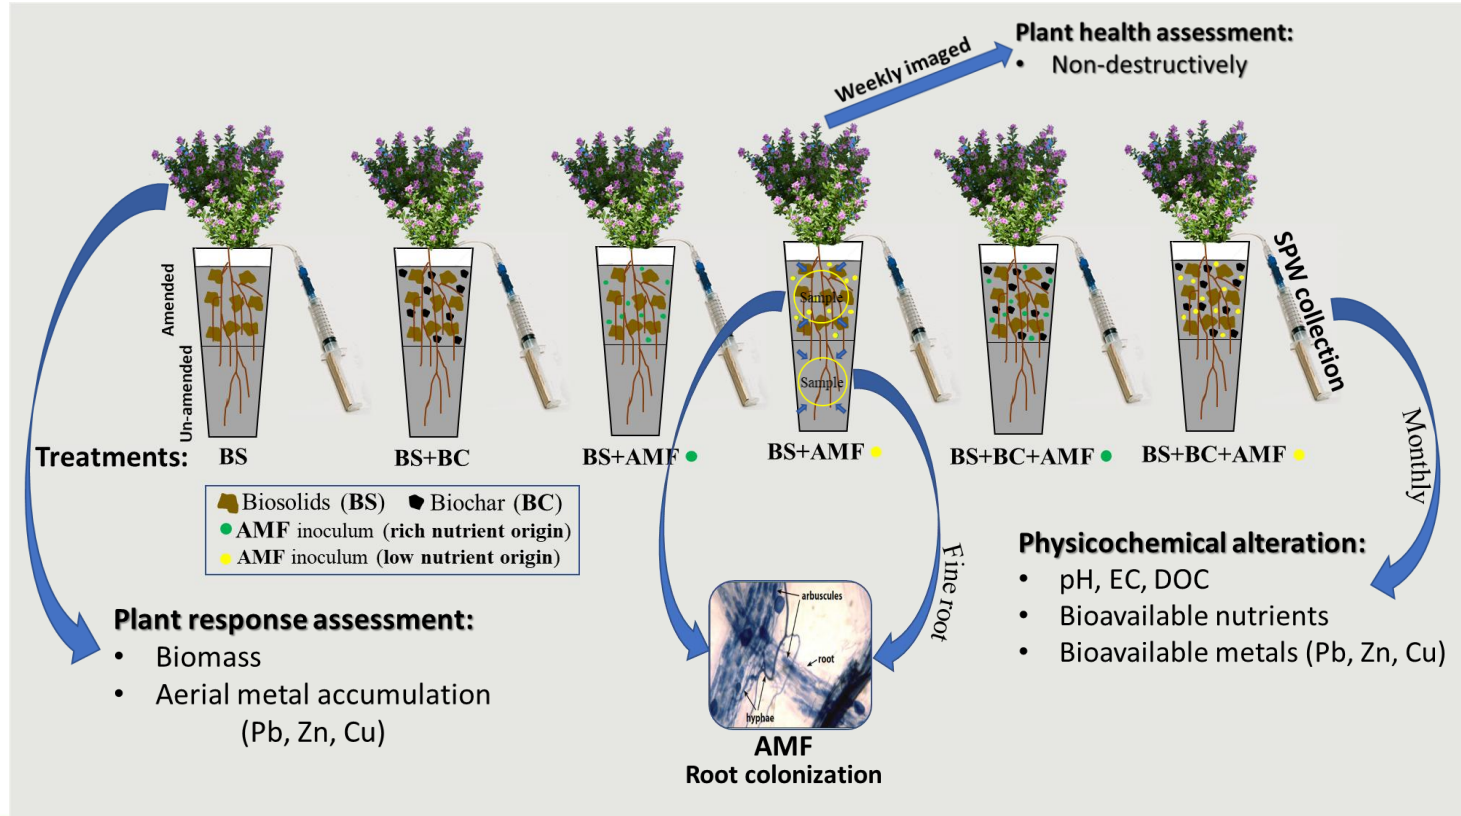 Plant health assessment:
• Non-destructively
Weekly imaged
Amended
Un-amended
Sample
Sample
SPW collection
Monthly
Treatments:
BS
BS+BC
BS+AMF
BS+AMF
BS+BC+AMF
BS+BC+AMF
Biosolids (BS) Biochar (BC)
AMF inoculum (rich nutrient origin)
AMF inoculum (low nutrient origin)
Fine root
Plant response assessment:
• Biomass
• Aerial metal accumulation
(Pb, Zn, Cu)
arbuscules
root
hyphae
AMF
Root colonization
Physicochemical alteration:
• pH, EC, DOC
• Bioavailable nutrients
• Bioavailable metals (Pb, Zn, Cu)